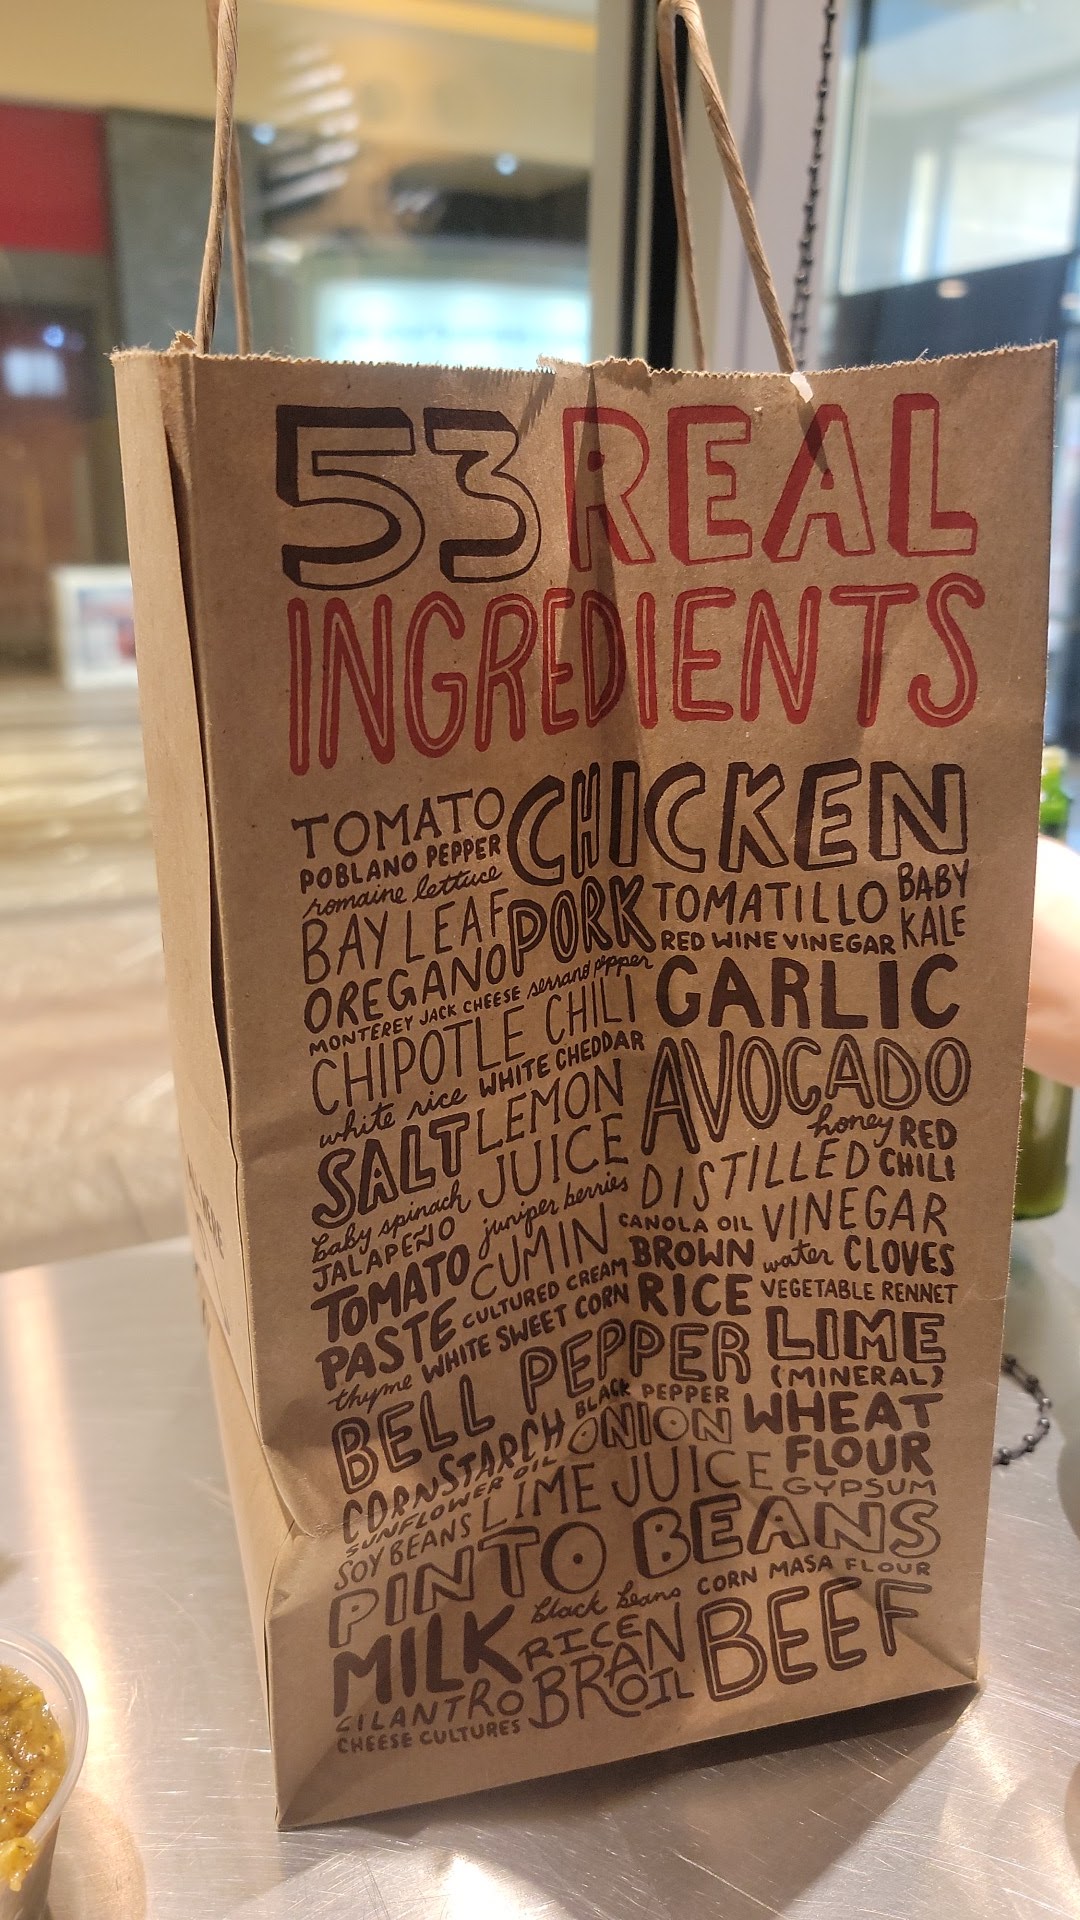 53 REAL
INGREDIENTS
TOMATO
POBLANO PEPPER
romaine lettuce
CHICKEN
BAY LEAF
OREGANO
PORK
TOMATILLO
RED WINE VINEGAR
BABY
KALE
MONTEREY JACK CHEESE
serrano pepper
CHIPOTLE CHILI
GARLIC
white rice
WHITE CHEDDAR
AVOCADO
SALT
LEMON
JUICE
honey
RED
CHILI
DISTILLED
VINEGAR
baby spinach
JALAPEÑO
juniper berries
CANOLA OIL
TOMATO
PASTE
CUMIN
BROWN
RICE
water
CLOVES
CULTURED CREAM
VEGETABLE RENNET
thyme
WHITE SWEET CORN
BELL PEPPER
LIME
(MINERAL)
BLACK PEPPER
CORNSTARCH
ONION
WHEAT
FLOUR
SUNFLOWER OIL
SOY BEANS
LIME JUICE
GYPSUM
PINTO BEANS
MILK
black beans
CORN MASA FLOUR
RICE
BRAN
OIL
BEEF
CILANTRO
CHEESE CULTURES